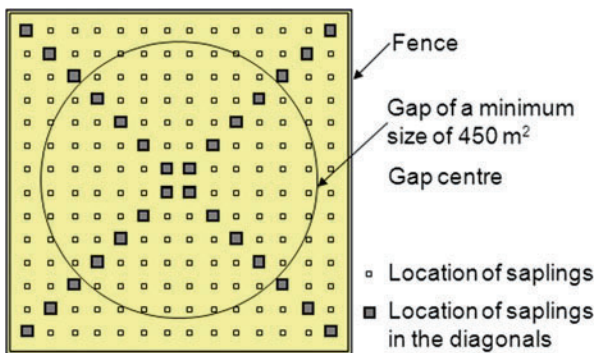 Fence
Gap of a minimum
size of 450 m²
Gap centre
Location of saplings
Location of saplings
in the diagonals